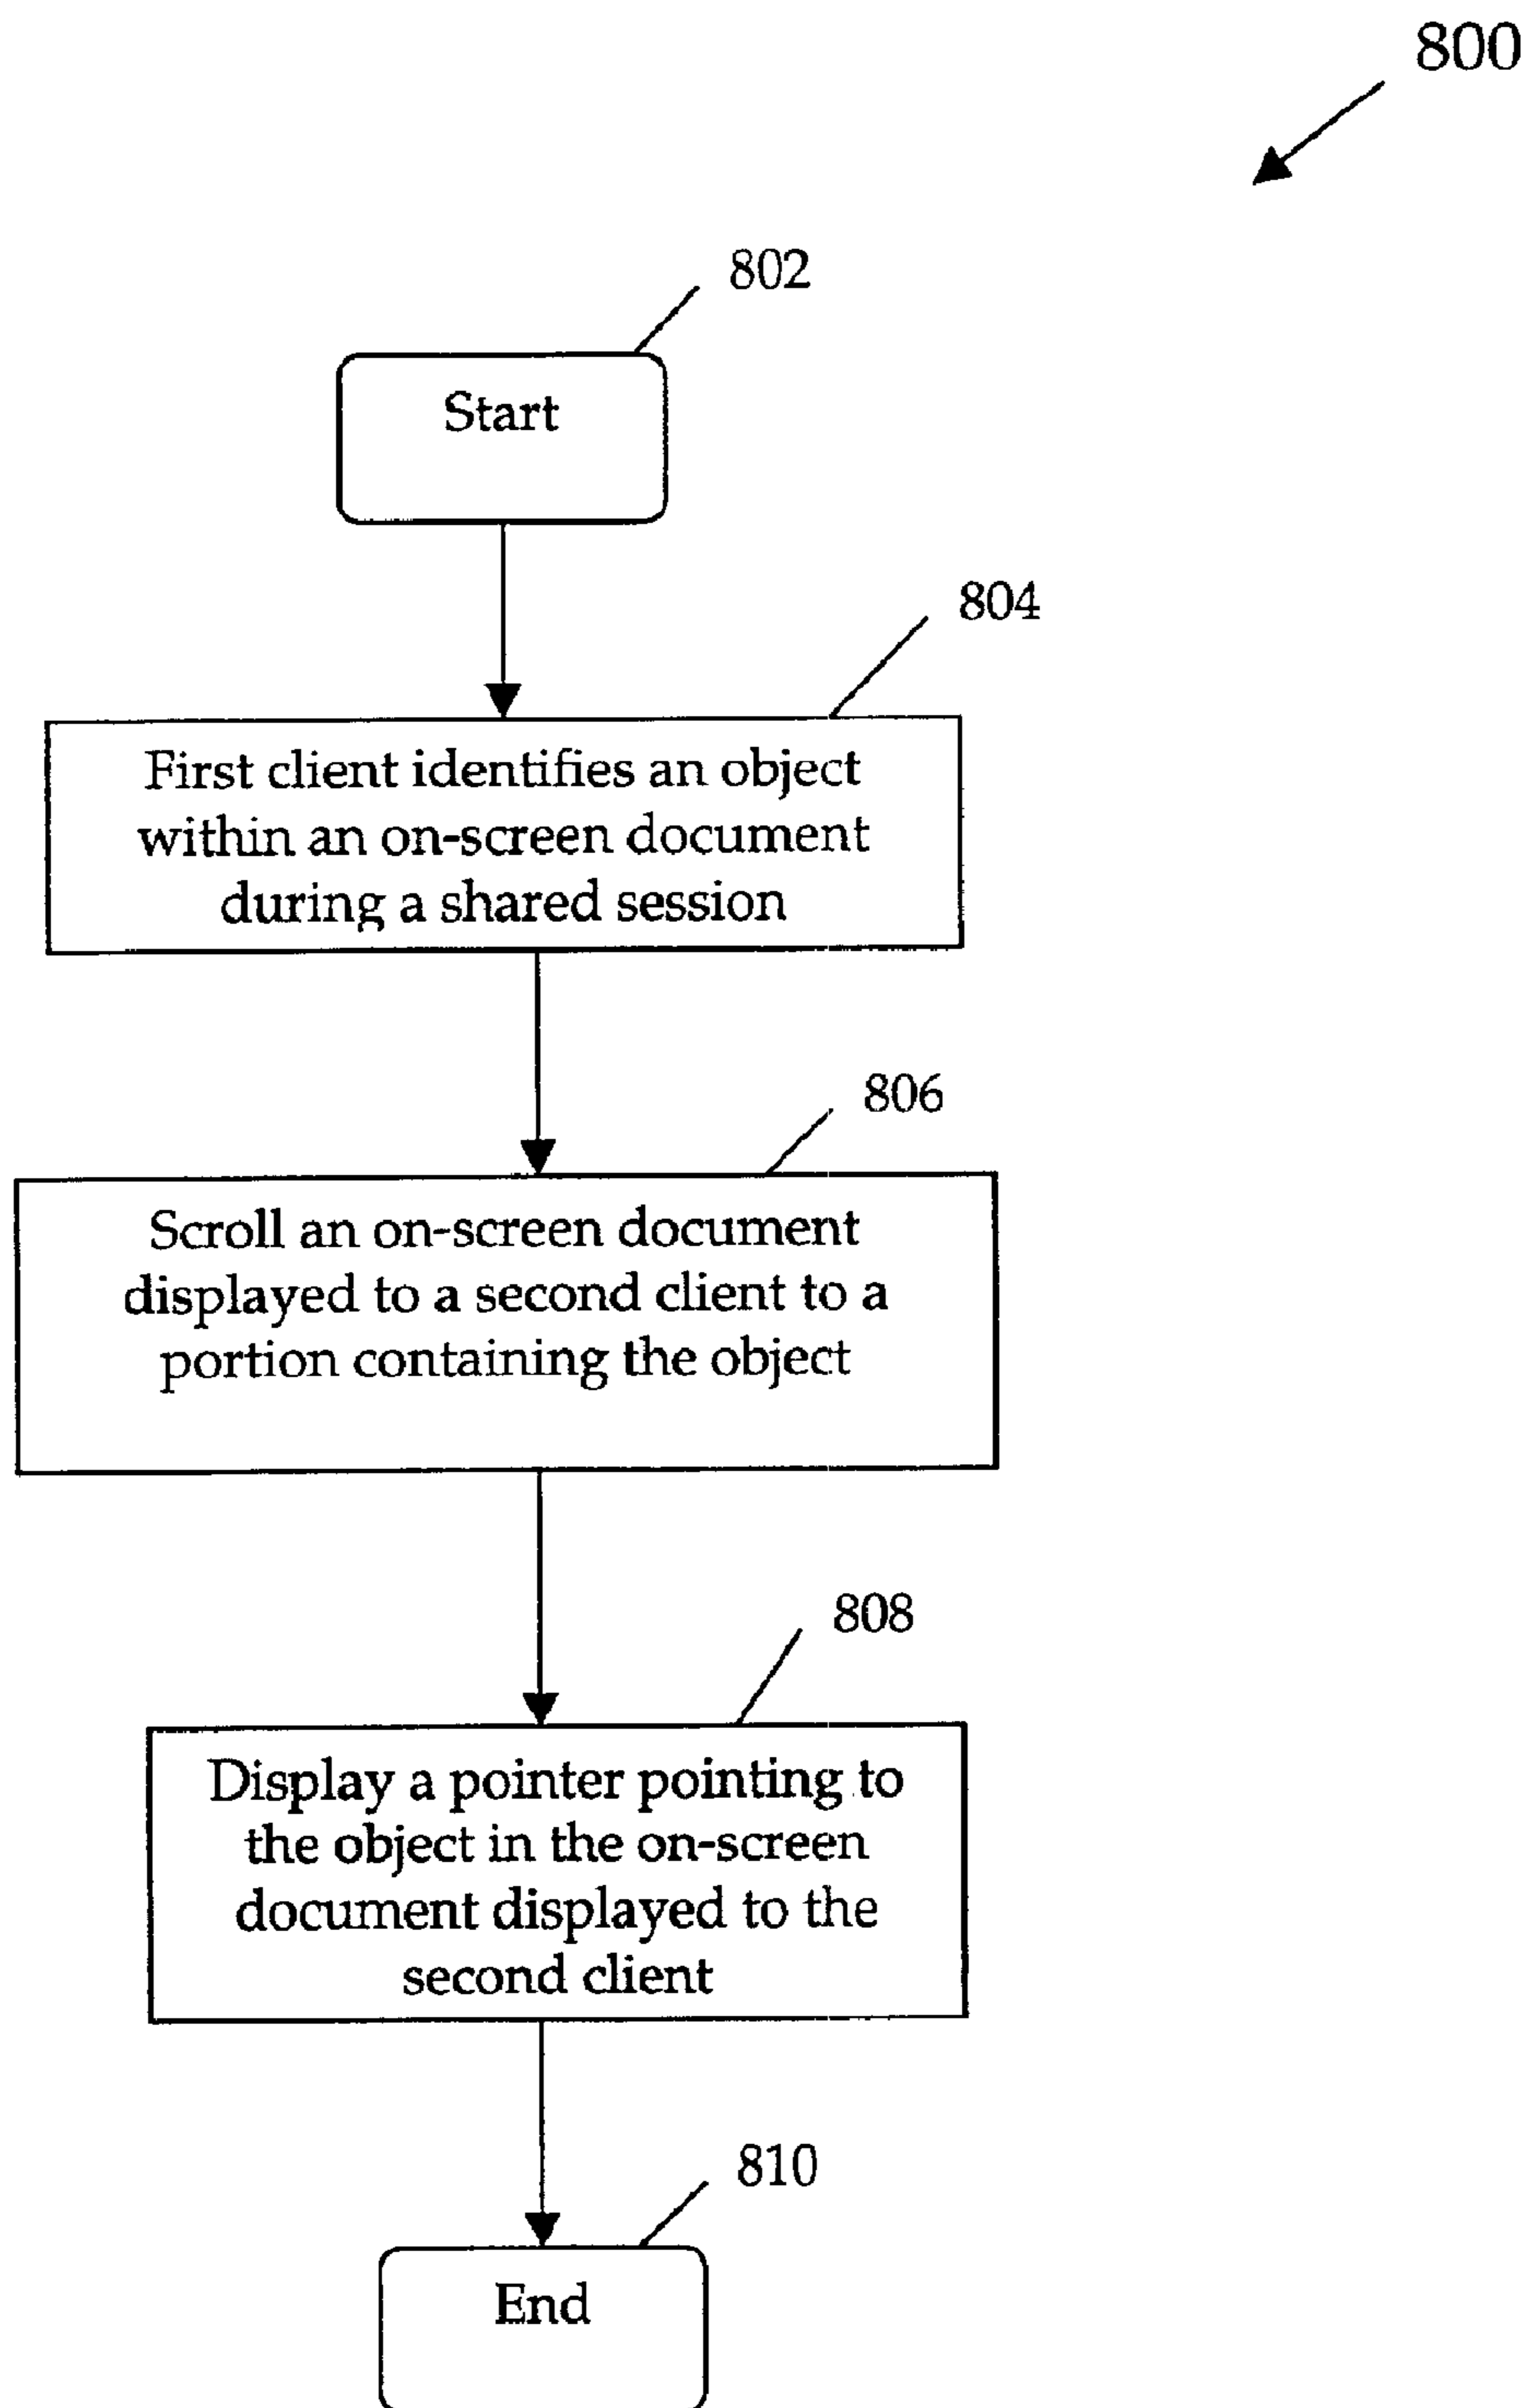 800
802
Start
804
First client identifies an object
within an on-screen document
during a shared session
806
Scroll an on-screen document
displayed to a second client to a
portion containing the object
808
Display a pointer pointing to
the object in the on-screen
document displayed to the
second client
810
End